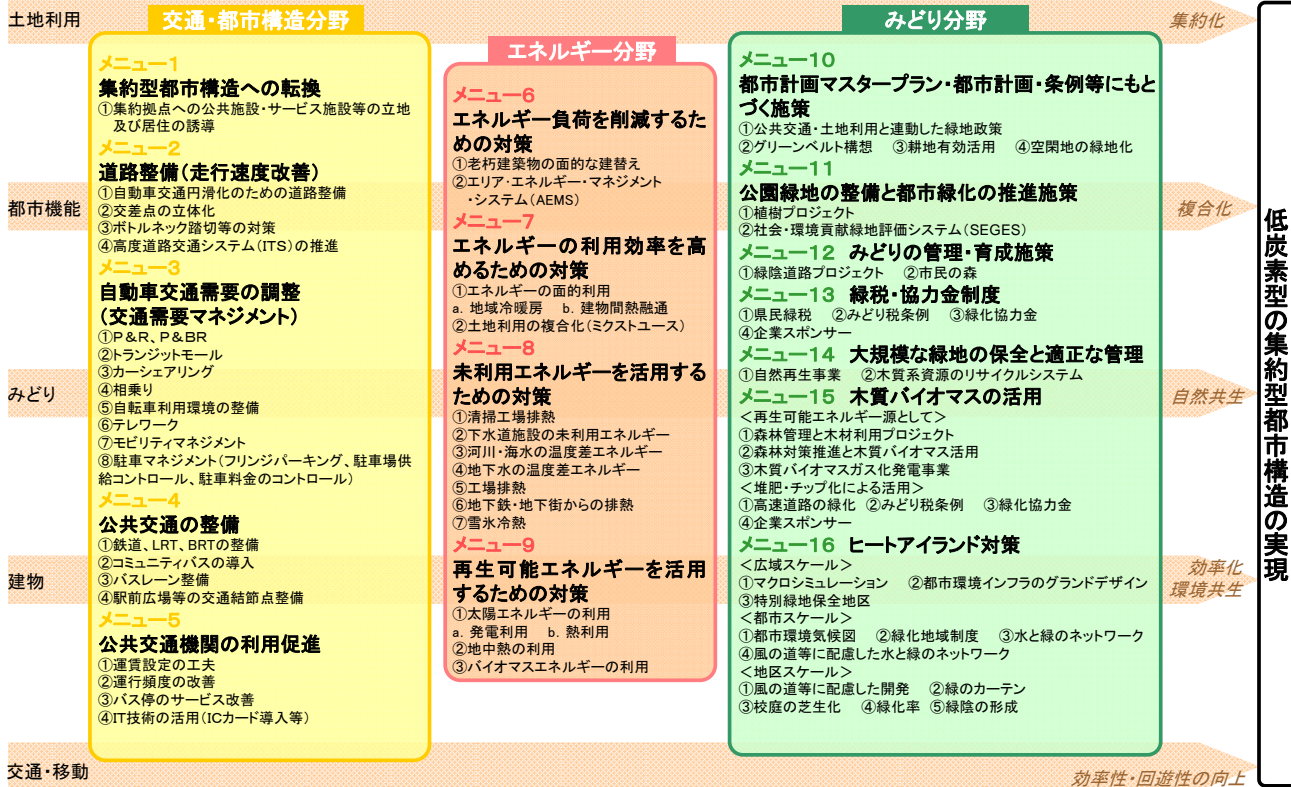 土地利用
都市機能
みどり
建物
交通・移動
交通・都市構造分野
メニュー1
集約型都市構造への転換
①集約拠点への公共施設・サービス施設等の立地
及び居住の誘導
メニュー2
道路整備(走行速度改善)
①自動車交通円滑化のための道路整備
②交差点の立体化
③ボトルネック踏切等の対策
④高度道路交通システム(ITS)の推進
メニュー3
自動車交通需要の調整
(交通需要マネジメント)
①P&R、P&BR
②トランジットモール
③カーシェアリング
④相乗り
⑤自転車利用環境の整備
⑥テレワーク
⑦モビリティマネジメント
⑧駐車マネジメント(フリンジパーキング、駐車場供
給コントロール、駐車料金のコントロール)
メニュー4
公共交通の整備
①鉄道、LRT、BRTの整備
②コミュニティバスの導入
③バスレーン整備
④駅前広場等の交通結節点整備
メニュー5
公共交通機関の利用促進
①運賃設定の工夫
②運行頻度の改善
③バス停のサービス改善
④IT技術の活用(ICカード導入等)
エネルギー分野
メニュー6
エネルギー負荷を削減するた
めの対策
①老朽建築物の面的な建替え
②エリア・エネルギー・マネジメント
・システム(AEMS)
メニュー7
エネルギーの利用効率を高
めるための対策
①エネルギーの面的利用
a. 地域冷暖房 b. 建物間熱融通
②土地利用の複合化(ミクストユース)
メニュー8
未利用エネルギーを活用する
ための対策
①清掃工場排熱
②下水道施設の未利用エネルギー
③河川・海水の温度差エネルギー
④地下水の温度差エネルギー
⑤工場排熱
⑥地下鉄・地下街からの排熱
⑦雪氷冷熱
メニュー9
再生可能エネルギーを活用
するための対策
①太陽エネルギーの利用
a. 発電利用 b. 熱利用
②地中熱の利用
③バイオマスエネルギーの利用
みどり分野
メニュー10
都市計画マスタープラン・都市計画・条例等にもと
づく施策
①公共交通・土地利用と連動した緑地政策
②グリーンベルト構想 ③耕地有効活用 ④空閑地の緑地化
メニュー11
公園緑地の整備と都市緑化の推進施策
①植樹プロジェクト
②社会・環境貢献緑地評価システム(SEGES)
メニュー12 みどりの管理・育成施策
①緑陰道路プロジェクト ②市民の森
メニュー13 緑税・協力金制度
①県民緑税 ②みどり税条例 ③緑化協力金
④企業スポンサー
メニュー14 大規模な緑地の保全と適正な管理
①自然再生事業 ②木質系資源のリサイクルシステム
メニュー15 木質バイオマスの活用
<再生可能エネルギー源として>
①森林管理と木材利用プロジェクト
②森林対策推進と木質バイオマス活用
③木質バイオマスガス化発電事業
<堆肥・チップ化による活用>
①高速道路の緑化 ②みどり税条例 ③緑化協力金
④企業スポンサー
メニュー16 ヒートアイランド対策
<広域スケール>
①マクロシミュレーション ②都市環境インフラのグランドデザイン
③特別緑地保全地区
<都市スケール>
①都市環境気候図 ②緑化地域制度 ③水と緑のネットワーク
④風の道等に配慮した水と緑のネットワーク
<地区スケール>
①風の道等に配慮した開発 ②緑のカーテン
③校庭の芝生化 ④緑化率 ⑤緑陰の形成
集約化
複合化
自然共生
効率化
環境共生
効率性・回遊性の向上
低炭素型の集約型都市構造の実現